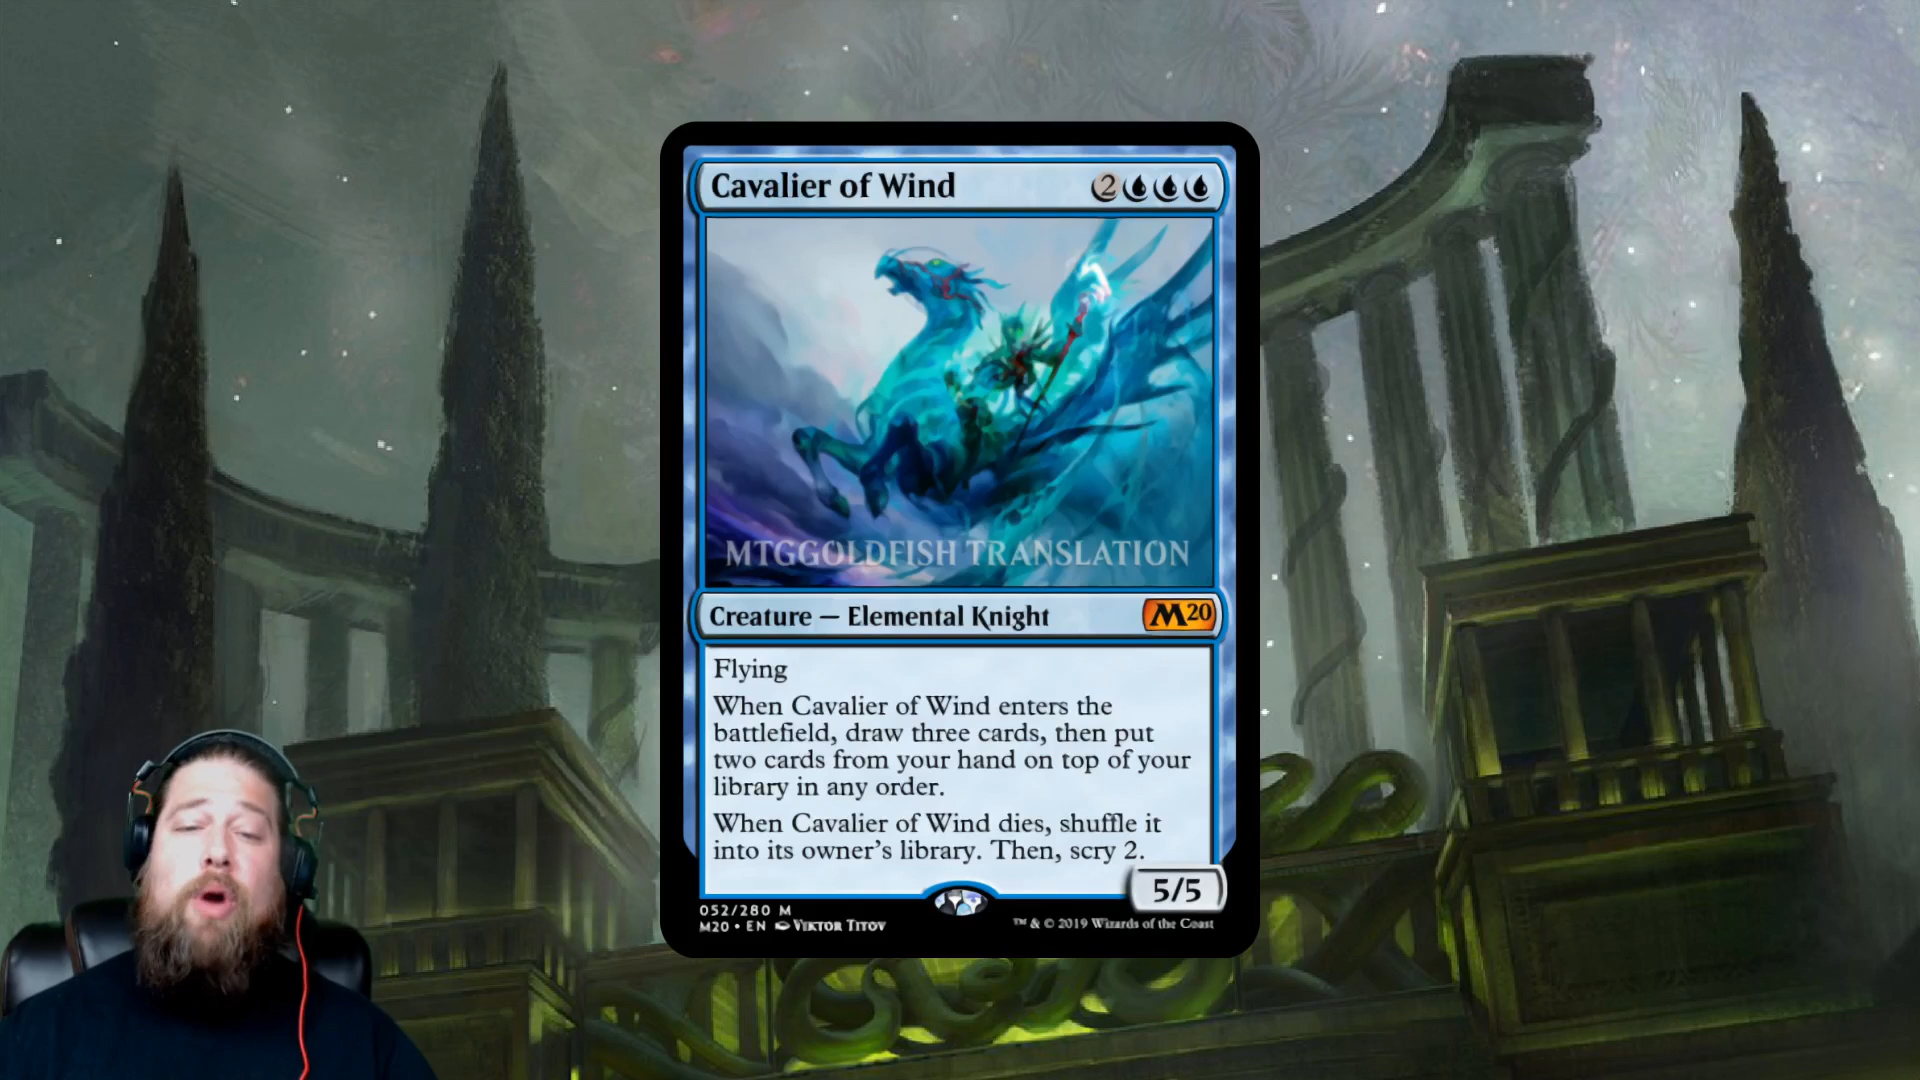 Cavalier of Wind 2
MTGGOLDFISH TRANSLATION
Creature — Elemental Knight M20
Flying
When Cavalier of Wind enters the
battlefield, draw three cards, then put
two cards from your hand on top of your
library in any order.
When Cavalier of Wind dies, shuffle it
into its owner's library. Then, scry 2.
5/5
052/280 M
M20 • EN Viktor Titov
™ & © 2019 Wizards of the Coast